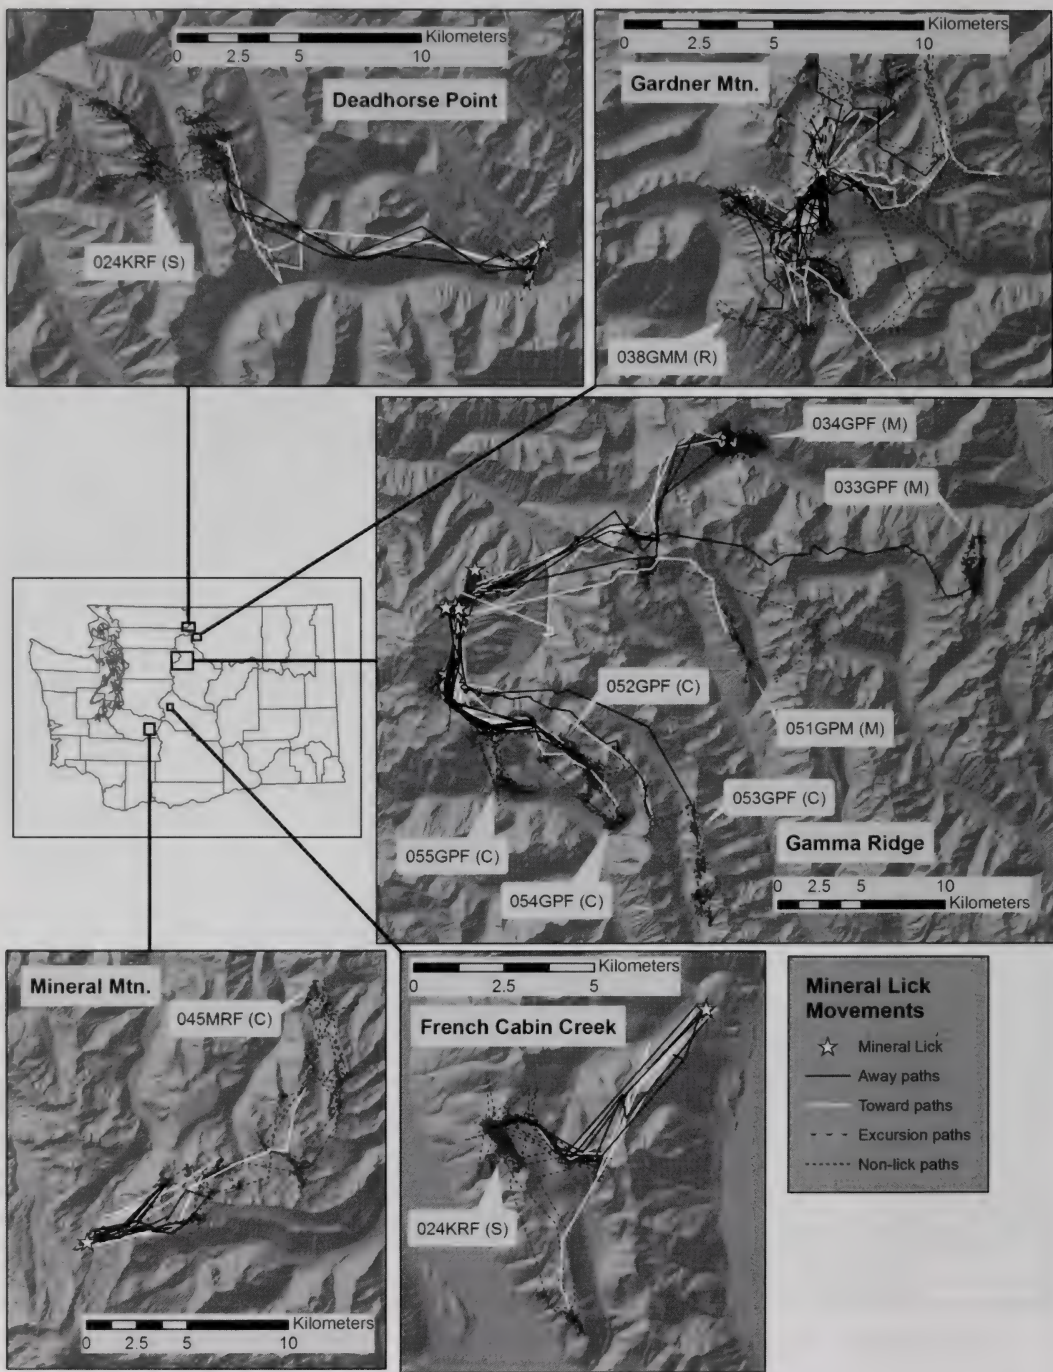 Kilometers
0 2.5 5 10
Deadhorse Point
024KRF (S)
Kilometers
0 2.5 5 10
Gardner Mtn.
038GMM (R)
034GPF (M)
033GPF (M)
052GPF (C)
051GPM (M)
053GPF (C)
055GPF (C)
054GPF (C)
Gamma Ridge
0 2.5 5 10
Kilometers
Mineral Mtn.
045MRF (C)
Kilometers
0 2.5 5 10
Kilometers
0 5
French Cabin Creek
024KRF (S)
Mineral Lick
Movements
Mineral Lick
Away paths
Toward paths
Excursion paths
Non-lick paths